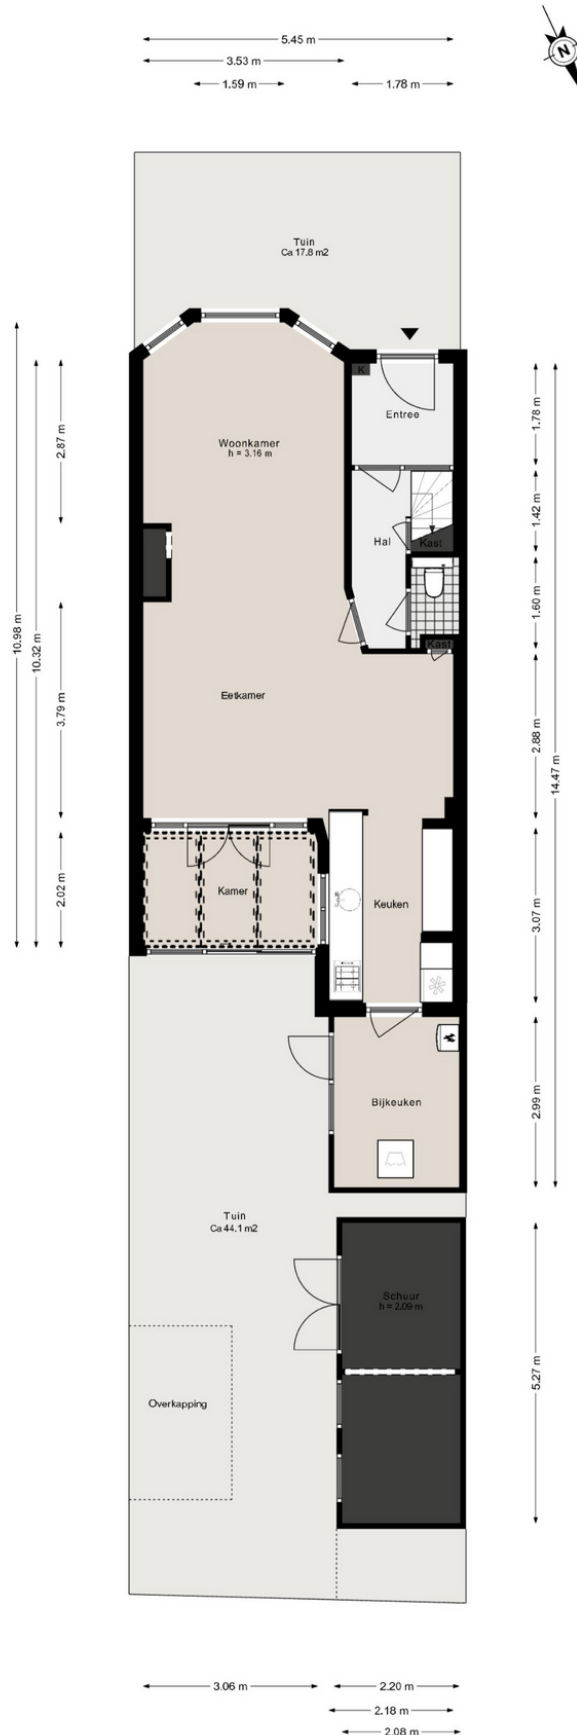 5.45 m
3.53 m
1.59 m
1.78 m
N
Tuin
Ca 17.8 m2
K
Entree
Woonkamer
h = 3.16 m
Hal
Kast
Kast
Eetkamer
Kamer
Keuken
Bijkeuken
Tuin
Ca 44.1 m2
Schuur
h = 2.09 m
Overkapping
10.98 m
10.32 m
2.87 m
3.79 m
2.02 m
1.78 m
1.42 m
1.60 m
2.88 m
14.47 m
3.07 m
2.99 m
5.27 m
3.06 m
2.20 m
2.18 m
2.08 m